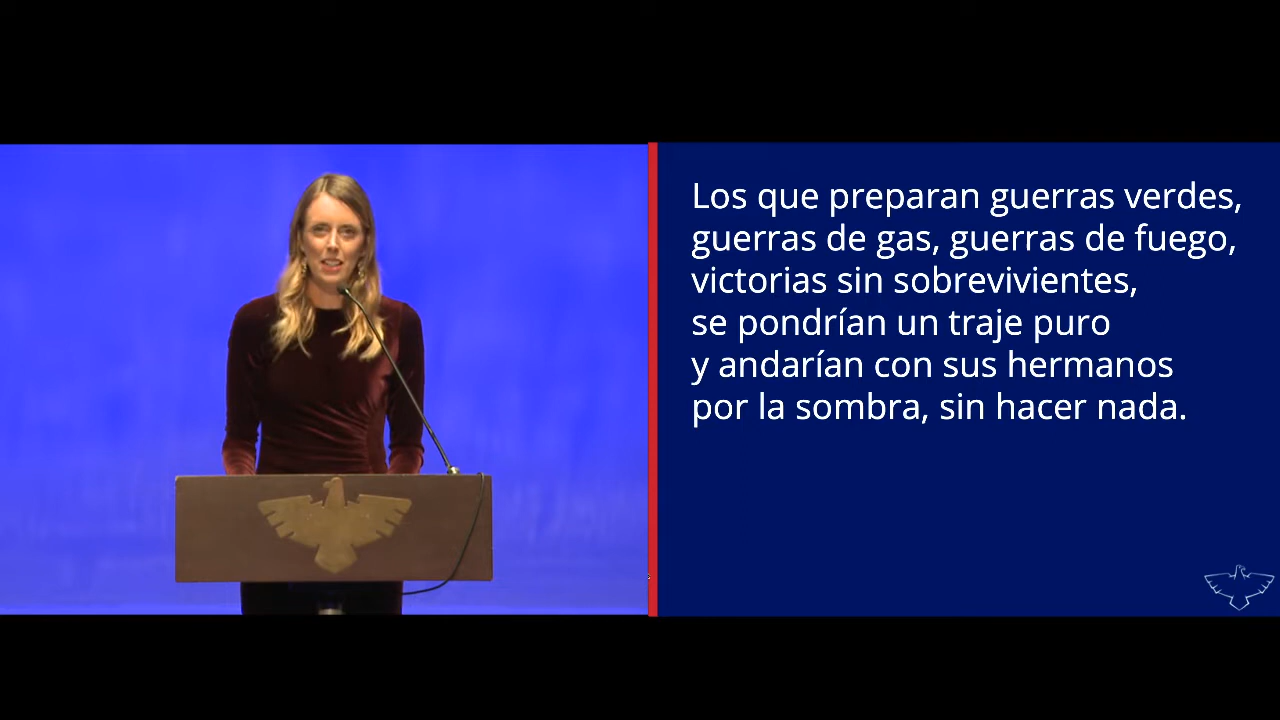 Los que preparan guerras verdes,
guerras de gas, guerras de fuego,
victorias sin sobrevivientes,
se pondrían un traje puro
y andarían con sus hermanos
por la sombra, sin hacer nada.